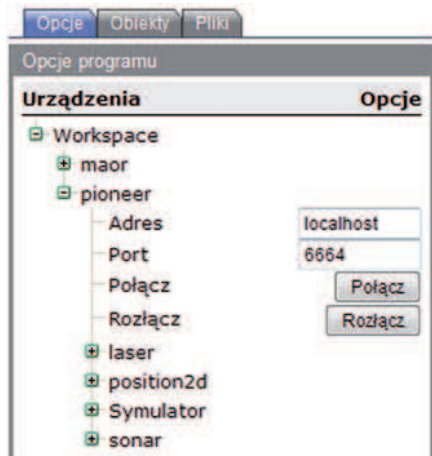 Opcje Obiekty Pliki
Opcje programu
Urządzenia Opcje
Workspace
maor
pioneer
Adres localhost
Port 6664
Połącz Połącz
Rozłącz Rozłącz
laser
position2d
Symulator
sonar